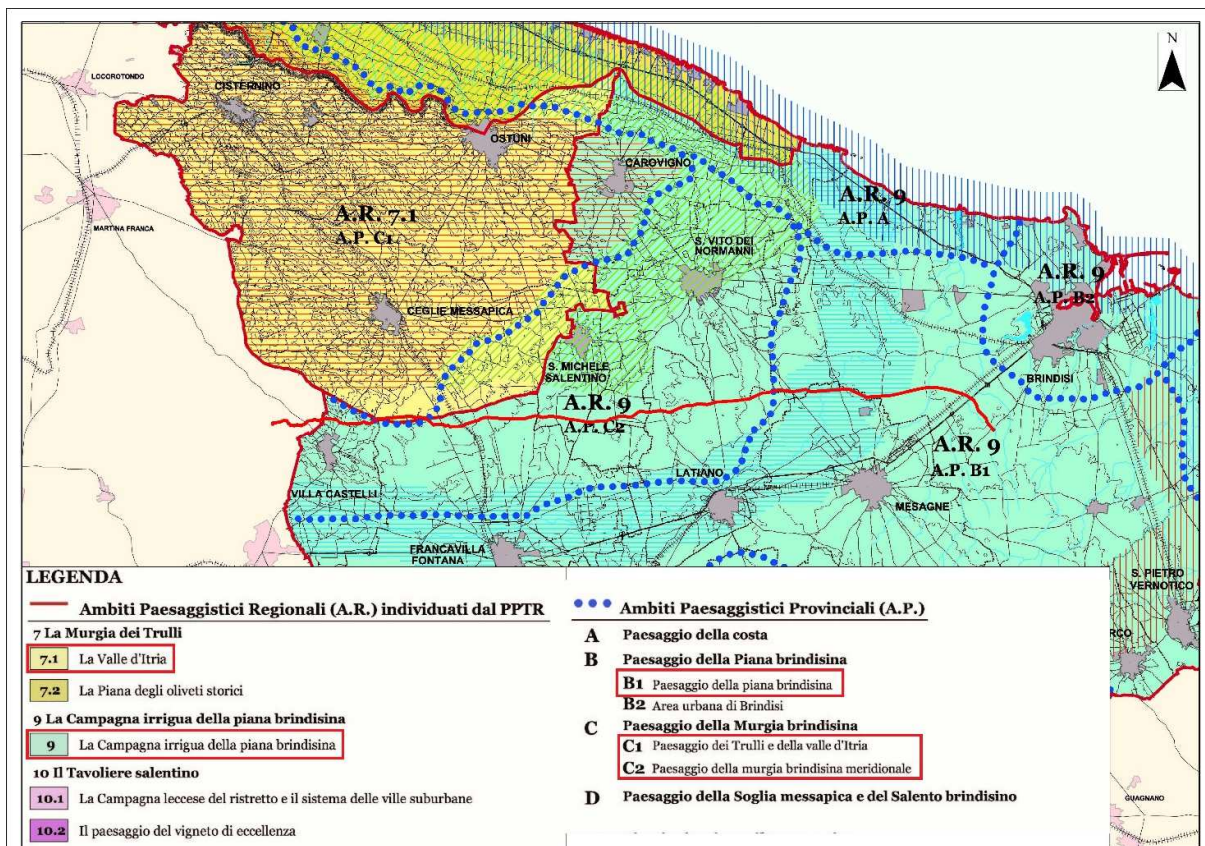 N
LOCOROTONDO
CISTERNINO
OSTUNI
CAROVIGNO
A.R. 9
A.P. A
A.R. 7.1
A.P. C1
MARTINA FRANCA
S. VITO DEI
NORMANNI
A.R. 9
A.P. B2
CEGLIE MESSAPICA
S. MICHELE
SALENTINO
BRINDISI
A.R. 9
A.P. C2
A.R. 9
A.P. B1
LATIANO
VILLA CASTELLI
MESAGNE
FRANCAVILLA
FONTANA
S. PIETRO
VERNOTICO
RCO
GUAGNANO
LEGENDA
Ambiti Paesaggistici Regionali (A.R.) individuati dal PPTR
7 La Murgia dei Trulli
7.1 La Valle d'Itria
7.2 La Piana degli oliveti storici
9 La Campagna irrigua della piana brindisina
9 La Campagna irrigua della piana brindisina
10 Il Tavoliere salentino
10.1 La Campagna leccese del ristretto e il sistema delle ville suburbane
10.2 Il paesaggio del vigneto di eccellenza
Ambiti Paesaggistici Provinciali (A.P.)
A Paesaggio della costa
B Paesaggio della Piana brindisina
B1 Paesaggio della piana brindisina
B2 Area urbana di Brindisi
C Paesaggio della Murgia brindisina
C1 Paesaggio dei Trulli e della valle d'Itria
C2 Paesaggio della murgia brindisina meridionale
D Paesaggio della Soglia messapica e del Salento brindisino